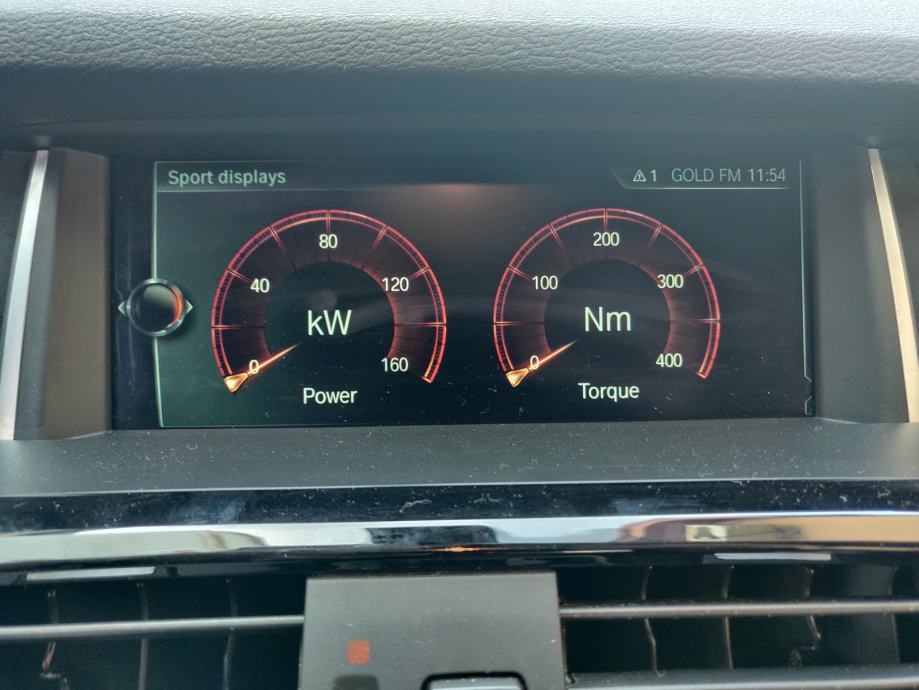 Sport displays
1 GOLD FM 11:54
80
40
120
kW
0
160
Power
200
100
300
Nm
0
400
Torque